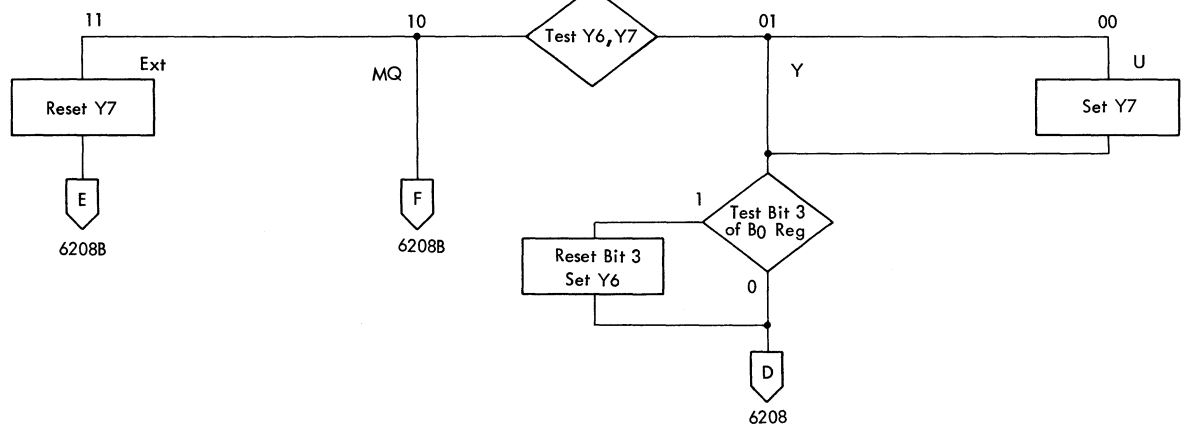 11
10
Test Y6,Y7
01
00
Ext
MQ
Y
U
Reset Y7
Set Y7
E
F
1
Test Bit 3
of B0 Reg
6208B
6208B
Reset Bit 3
Set Y6
0
D
6208